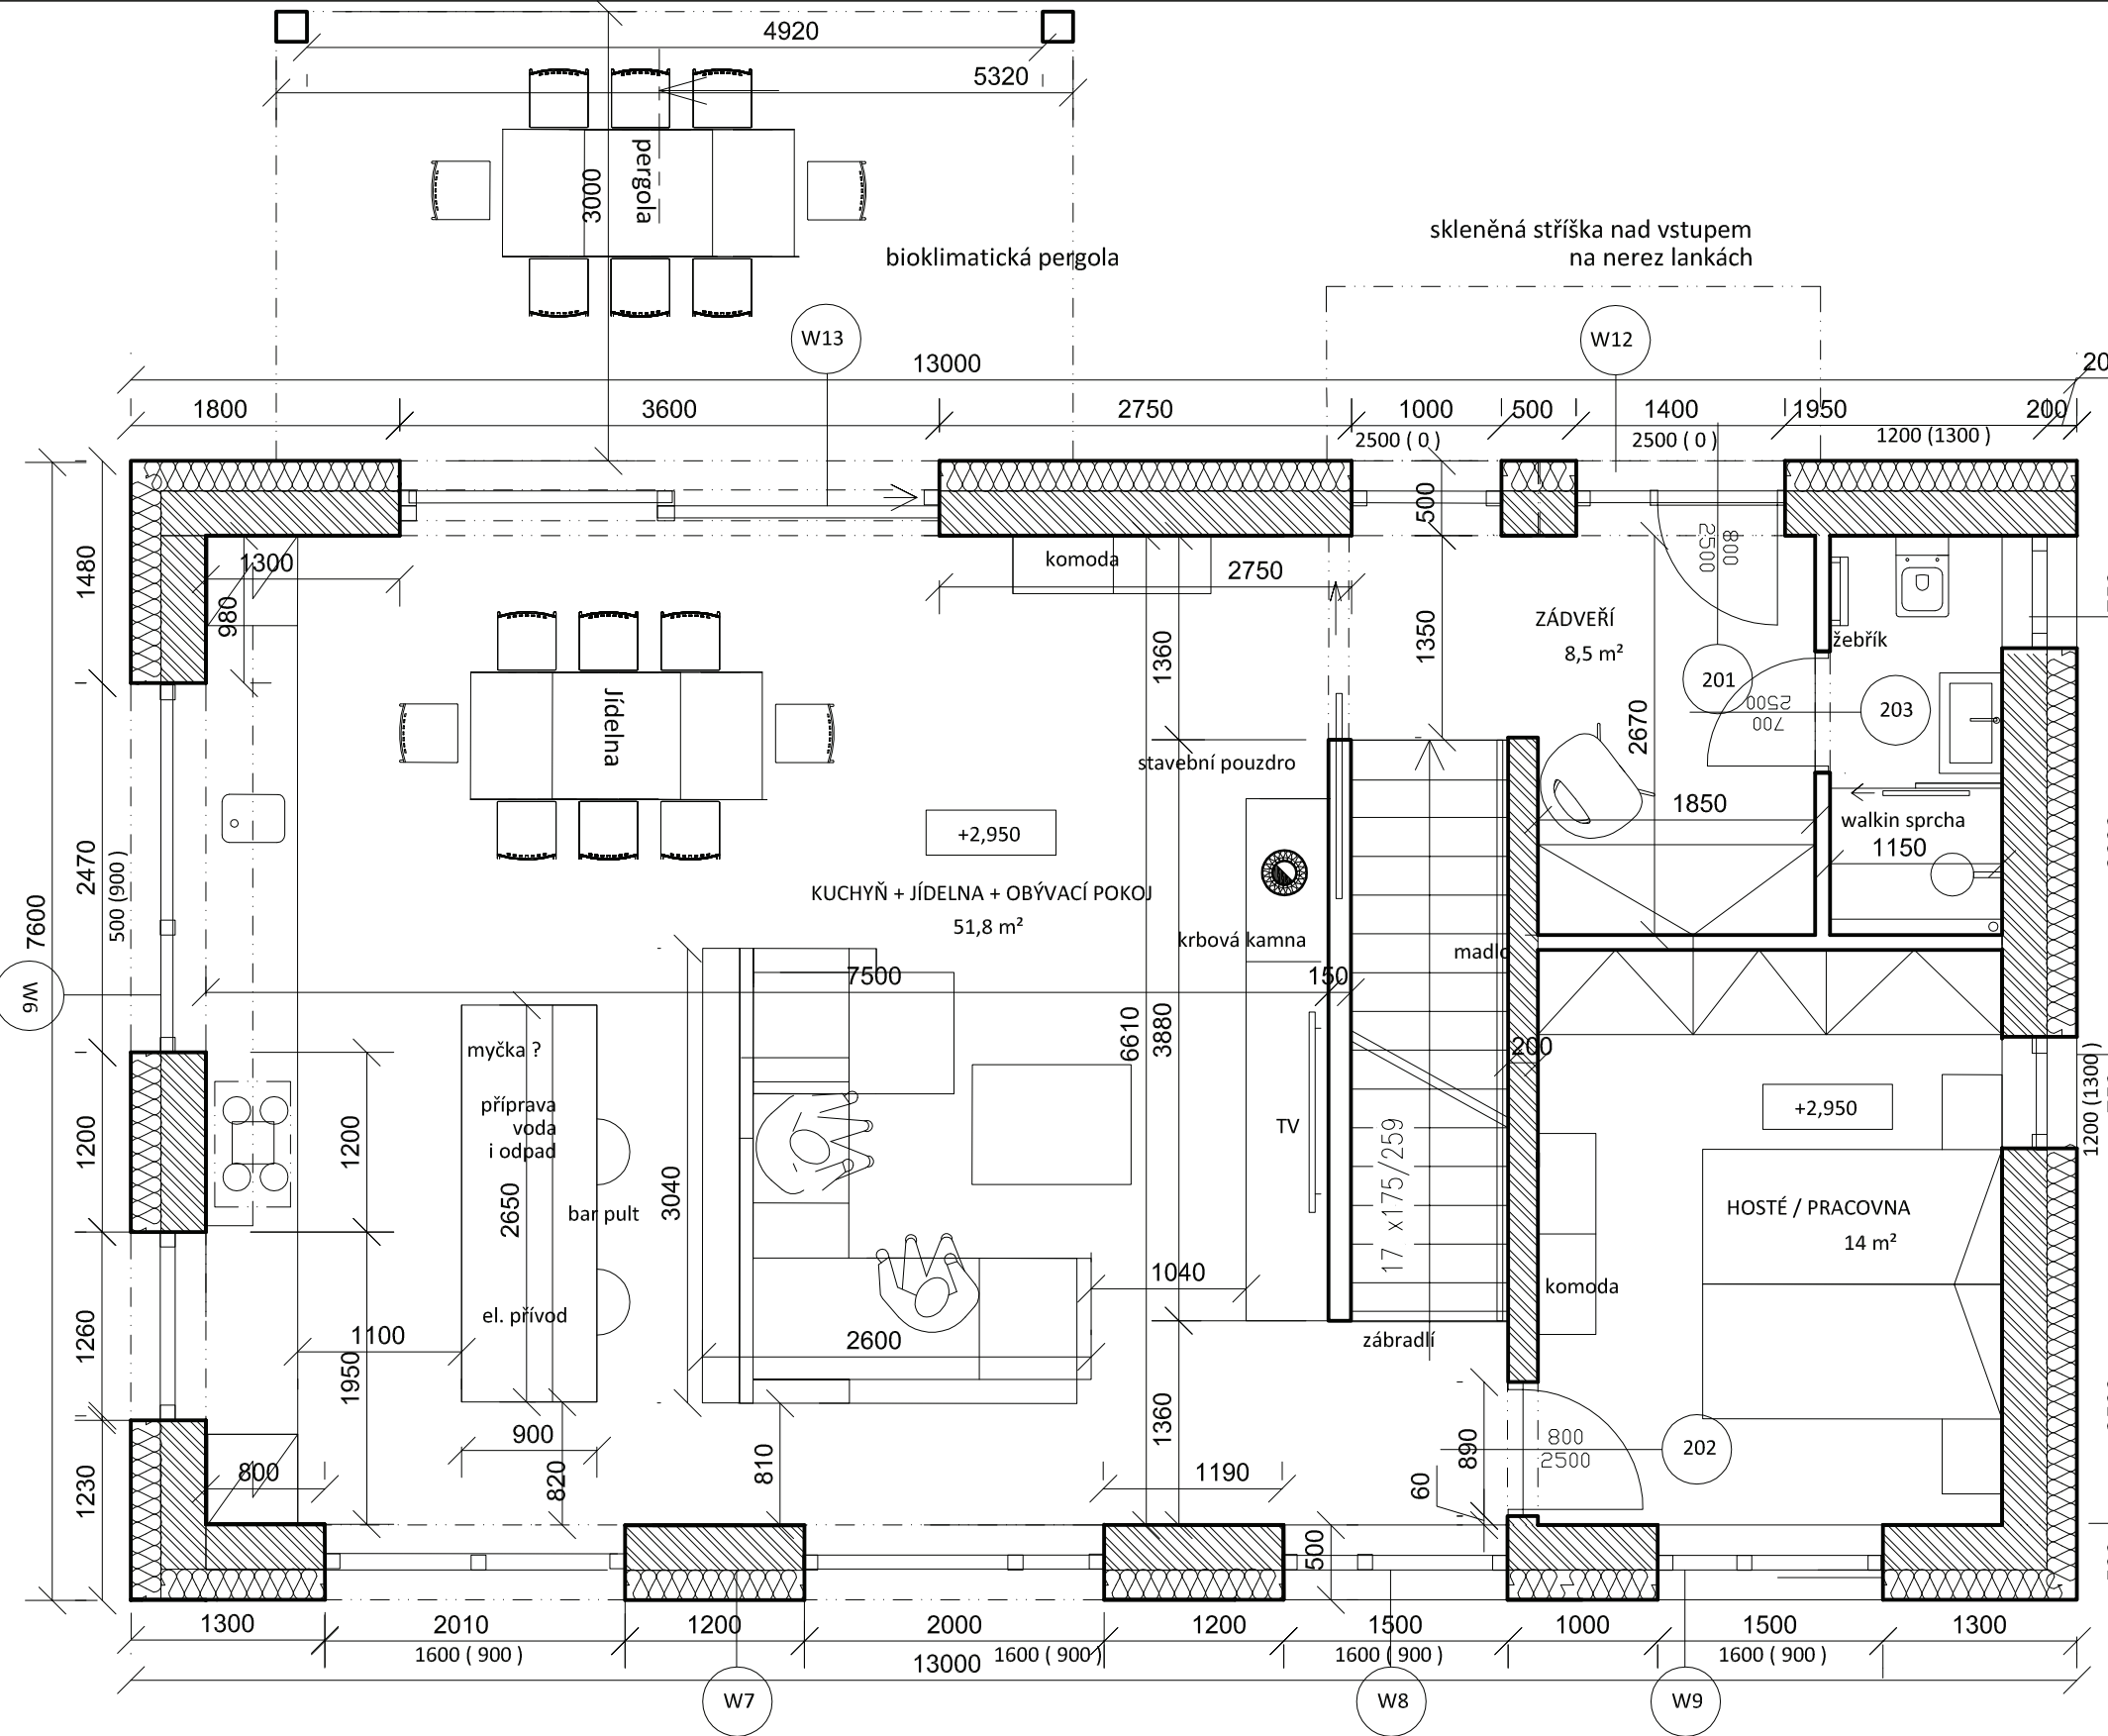 4920
5320
pergola
3000
bioklimatická pergola
skleněná stříška nad vstupem
na nerez lankách
W13
W12
13000
20
1800
3600
2750
1000
500
1400
1950
200
2500 ( 0 )
2500 ( 0 )
1200 (1300 )
1480
1300
980
komoda
2750
500
1350
1360
800
2500
ZÁDVEŘÍ
8,5 m²
žebřík
201
203
700
2500
2670
Jídelna
stavební pouzdro
1850
walkin sprcha
1150
+2,950
2470
500 (900 )
7600
KUCHYŇ + JÍDELNA + OBÝVACÍ POKOJ
51,8 m²
krbová kamna
madlo
W6
7500
150
6610
3880
200
myčka ?
příprava
voda
i odpad
1200
1200
2650
bar pult
3040
TV
17 x175/259
+2,950
1200 (1300 )
HOSTÉ / PRACOVNA
14 m²
1040
komoda
el. přívod
1260
1100
1950
2600
zábradlí
1360
900
820
810
1190
60
890
800
2500
202
1230
800
500
1300
2010
1200
2000
1200
1500
1000
1500
1300
1600 ( 900 )
1600 ( 900 )
1600 ( 900 )
1600 ( 900 )
13000
W7
W8
W9